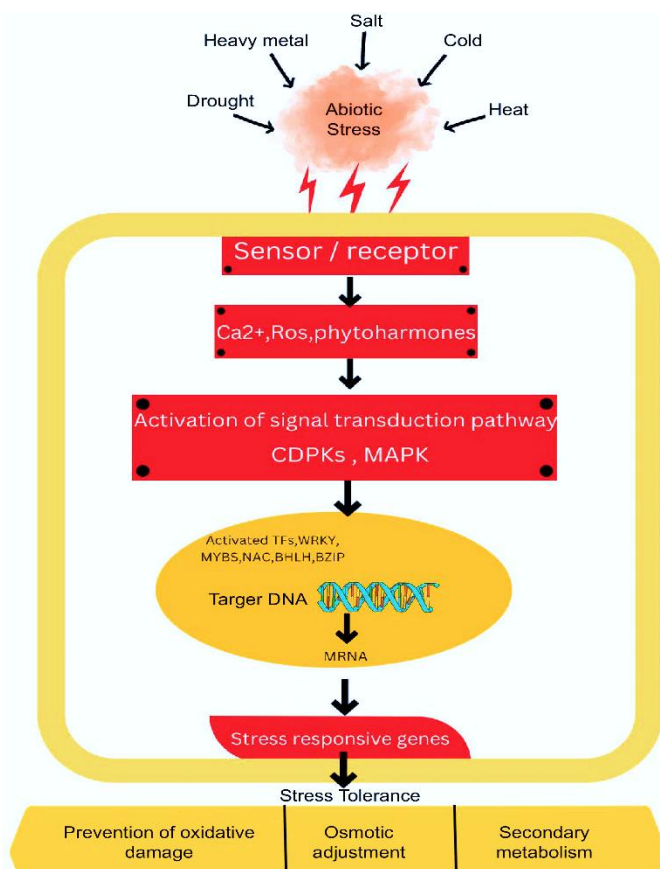 Salt
Heavy metal
Cold
Drought
Abiotic
Stress
Heat
Sensor / receptor
Ca2+,Ros,phytoharmones
Activation of signal transduction pathway
CDPKs , MAPK
Activated TFs,WRKY,
MYBS,NAC,BHLH,BZIP
Targer DNA
MRNA
Stress responsive genes
Stress Tolerance
Prevention of oxidative
damage
Osmotic
adjustment
Secondary
metabolism